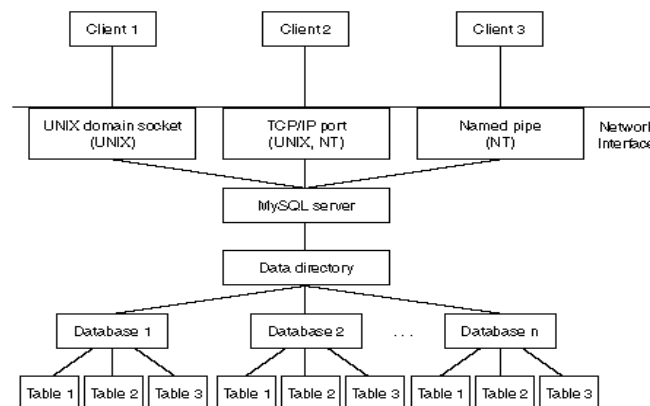 Client 1
Client 2
Client 3
UNIX domain socket
(UNIX)
TCP/IP port
(UNIX, NT)
Named pipe
(NT)
Network
Interface
MySQL server
Data directory
Database 1
Database 2
. . .
Database n
Table 1
Table 2
Table 3
Table 1
Table 2
Table 3
Table 1
Table 2
Table 3